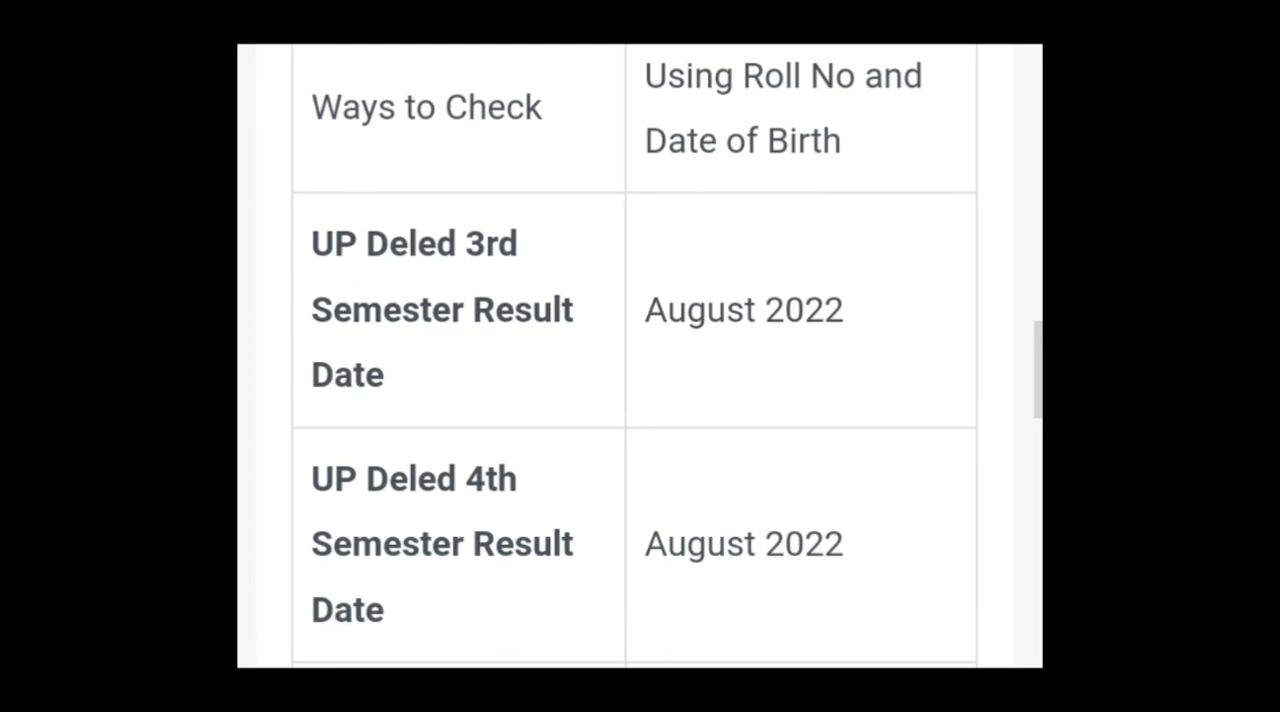 Ways to Check
Using Roll No and
Date of Birth
UP Deled 3rd
Semester Result
Date
August 2022
UP Deled 4th
Semester Result
Date
August 2022